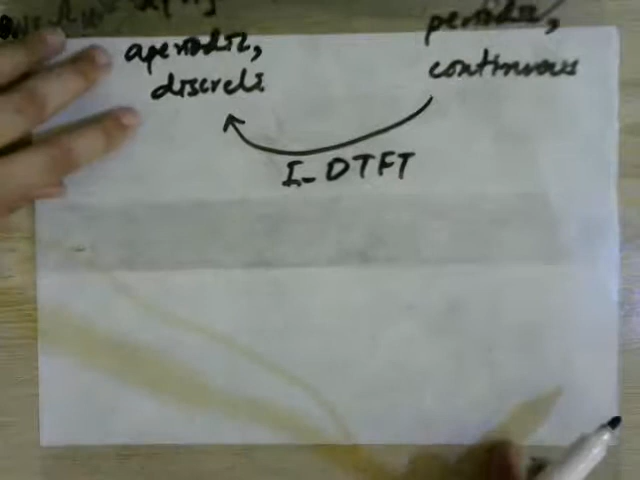 aperiodic, periodic,
discrete continuous
I-DTFT